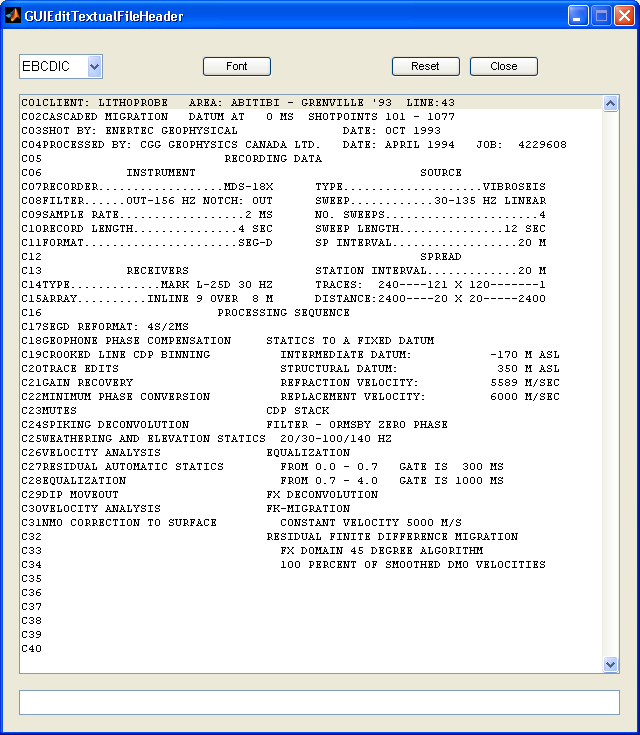 GUIEditTextualFileHeader
EBCDIC Font Reset Close
C01CLIENT: LITHOPROBE   AREA: ABITIBI - GRENVILLE '93  LINE:43
C02CASCADED MIGRATION   DATUM AT   0 MS  SHOTPOINTS 101 - 1077
C03SHOT BY: ENERTEC GEOPHYSICAL               DATE: OCT 1993
C04PROCESSED BY: CGG GEOPHYSICS CANADA LTD.   DATE: APRIL 1994   JOB:  4229608
C05                          RECORDING DATA
C06            INSTRUMENT                                SOURCE
C07RECORDER..................MDS-18X      TYPE....................VIBROSEIS
C08FILTER......OUT-156 HZ NOTCH: OUT      SWEEP............30-135 HZ LINEAR
C09SAMPLE RATE..................2 MS      NO. SWEEPS......................4
C10RECORD LENGTH...............4 SEC      SWEEP LENGTH...............12 SEC
C11FORMAT......................SEG-D      SP INTERVAL..................20 M
C12                                                      SPREAD
C13            RECEIVERS                  STATION INTERVAL.............20 M
C14TYPE.............MARK L-25D 30 HZ      TRACES:  240----121 X 120-------1
C15ARRAY..........INLINE 9 OVER  8 M      DISTANCE:2400----20 X 20-----2400
C16                         PROCESSING SEQUENCE
C17SEGD REFORMAT: 4S/2MS
C18GEOPHONE PHASE COMPENSATION     STATICS TO A FIXED DATUM
C19CROOKED LINE CDP BINNING          INTERMEDIATE DATUM:           -170 M ASL
C20TRACE EDITS                       STRUCTURAL DATUM:              350 M ASL
C21GAIN RECOVERY                     REFRACTION VELOCITY:          5589 M/SEC
C22MINIMUM PHASE CONVERSION          REPLACEMENT VELOCITY:         6000 M/SEC
C23MUTES                           CDP STACK
C24SPIKING DECONVOLUTION           FILTER - ORMSBY ZERO PHASE
C25WEATHERING AND ELEVATION STATICS  20/30-100/140 HZ
C26VELOCITY ANALYSIS               EQUALIZATION
C27RESIDUAL AUTOMATIC STATICS        FROM 0.0 - 0.7   GATE IS  300 MS
C28EQUALIZATION                      FROM 0.7 - 4.0   GATE IS 1000 MS
C29DIP MOVEOUT                     FX DECONVOLUTION
C30VELOCITY ANALYSIS               FK-MIGRATION
C31NMO CORRECTION TO SURFACE         CONSTANT VELOCITY 5000 M/S
C32                                RESIDUAL FINITE DIFFERENCE MIGRATION
C33                                  FX DOMAIN 45 DEGREE ALGORITHM
C34                                  100 PERCENT OF SMOOTHED DMO VELOCITIES
C35
C36
C37
C38
C39
C40